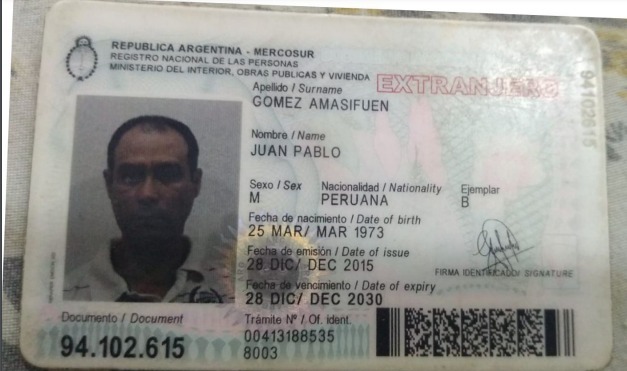 REPUBLICA ARGENTINA - MERCOSUR
REGISTRO NACIONAL DE LAS PERSONAS
MINISTERIO DEL INTERIOR, OBRAS PUBLICAS Y VIVIENDA
EXTRANJERO
Apellido / Surname
GOMEZ AMASIFUEN
Nombre / Name
JUAN PABLO
Sexo / Sex Nacionalidad / Nationality Ejemplar
M PERUANA B
Fecha de nacimiento / Date of birth
25 MAR/ MAR 1973
Fecha de emisión / Date of issue
28 DIC/ DEC 2015
FIRMA IDENTIFICADO/ SIGNATURE
Fecha de vencimiento / Date of expiry
28 DIC/ DEC 2030
Documento / Document Trámite Nº / Of. ident.
94.102.615 00413188535
8003
94102615